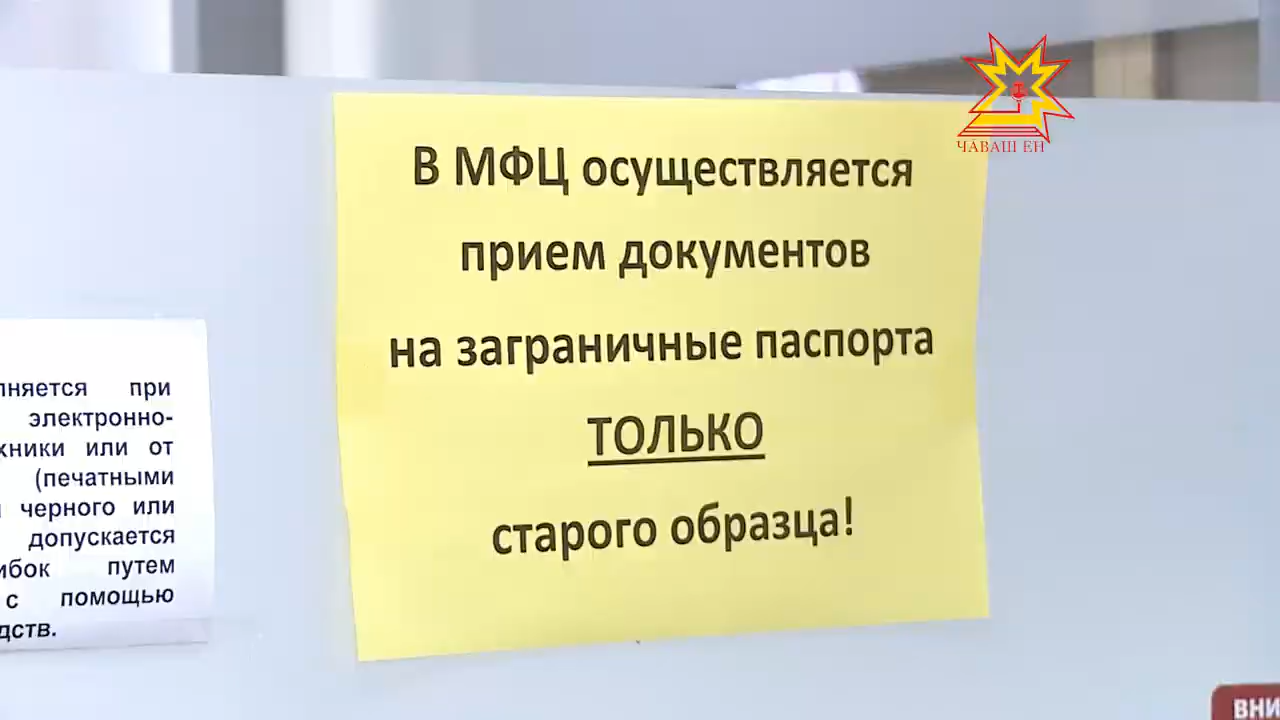 ЧӐВАШ ЕН
В МФЦ осуществляется
прием документов
на заграничные паспорта
ТОЛЬКО
старого образца!
при
электронно-
или от
(печатными
черного или
допускается
путем
с помощью